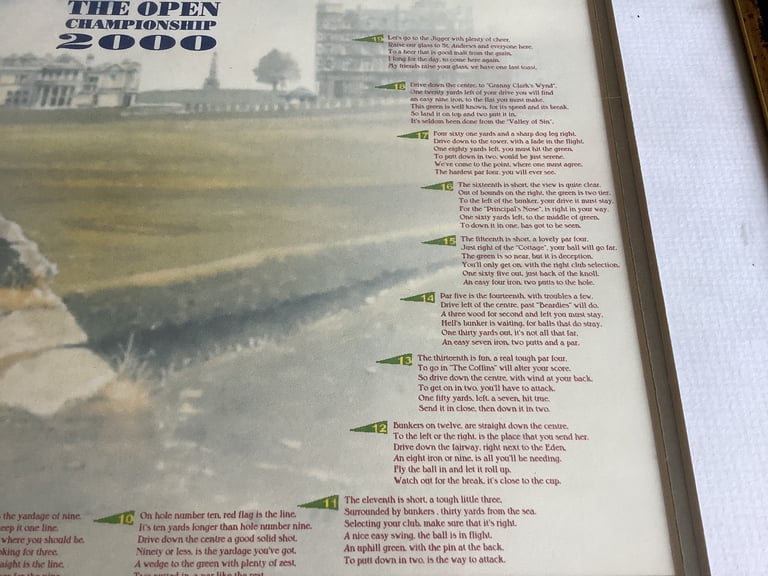 THE OPEN
CHAMPIONSHIP
2000
19 Let's go to the Jigger with plenty of cheer,
Raise our glass to St. Andrews and everyone here,
To a beer that is good malt from the grain,
I long for the day, to come here again.
My friends raise your glass, we have one last toast.
18 Drive down the centre, to "Granny Clark's Wynd".
One twenty yards left of your drive you will find
an easy nine iron, to the flat you must make.
This green is well known, for its speed and its break.
So land it on top and two putt it in.
It's seldom been done from the "Valley of Sin".
17 Four sixty one yards and a sharp dog leg right.
Drive down to the tower, with a fade in the flight.
One eighty yards left, you must hit the green.
To putt down in two, would be just serene.
We've come to the point, where one must agree,
The hardest par four, you will ever see.
16 The sixteenth is short, the view is quite clear.
Out of bounds on the right, the green is two tier.
To the left of the bunker, your drive it must stay.
For the "Principal's Nose", is right in your way.
One sixty yards left, to the middle of green.
To down it in one, has got to be seen.
15 The fifteenth is short, a lovely par four.
Just right of the "Cottage", your ball will go far.
The green is so near, but it is deception.
You'll only get on, with the right club selection.
One sixty five out, just back of the knoll.
An easy four iron, two putts to the hole.
14 Par five is the fourteenth, with troubles a few.
Drive left of the centre, past "Beardies" will do.
A three wood for second and left you must stay.
Hell's bunker is waiting, for balls that do stray.
One thirty yards out, it's not all that far.
An easy seven iron, two putts and a par.
13 The thirteenth is fun, a real tough par four.
To go in "The Coffins" will alter your score.
So drive down the centre, with wind at your back.
To get on in two, you'll have to attack.
One fifty yards, left, a seven, hit true.
Send it in close, then down it in two.
12 Bunkers on twelve, are straight down the centre.
To the left or the right, is the place that you send her.
Drive down the fairway, right next to the Eden,
An eight iron or nine, is all you'll be needing.
Fly the ball in and let it roll up.
Watch out for the break, it's close to the cup.
11 The eleventh is short, a tough little three,
Surrounded by bunkers, thirty yards from the sea.
Selecting your club, make sure that it's right.
A nice easy swing, the ball is in flight.
An uphill green, with the pin at the back.
To putt down in two, is the way to attack.
10 On hole number ten, red flag is the line.
It's ten yards longer than hole number nine.
Drive down the centre a good solid shot.
Ninety or less, is the yardage you've got.
A wedge to the green with plenty of zest.
the yardage of nine.
keep it one line.
where you should be.
king for three.
aight is the line.